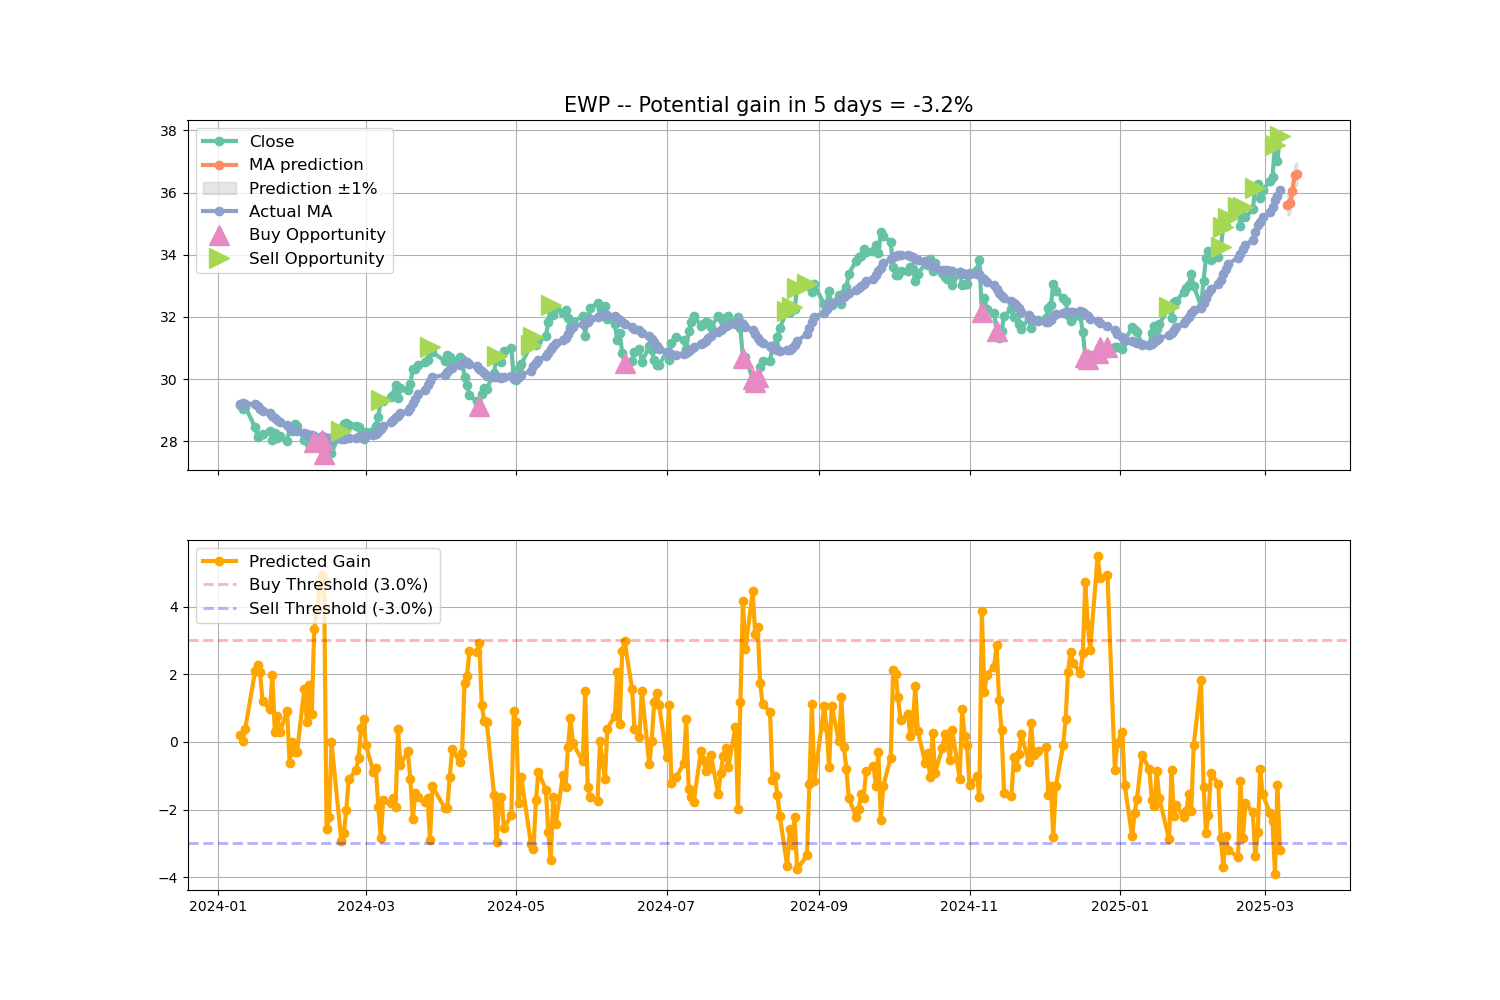 EWP -- Potential gain in 5 days = -3.2%
38
36
34
32
30
28
Close
MA prediction
Prediction ±1%
Actual MA
Buy Opportunity
Sell Opportunity
4
2
0
−2
−4
Predicted Gain
Buy Threshold (3.0%)
Sell Threshold (-3.0%)
2024-01 2024-03 2024-05 2024-07 2024-09 2024-11 2025-01 2025-03